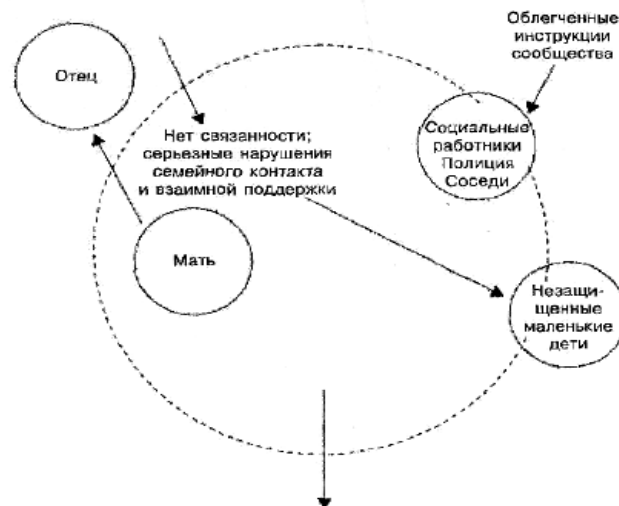 Облегченные
инструкции
сообщества
Отец
Социальные
работники
Полиция
Соседи
Нет связанности;
серьезные нарушения
семейного контакта
и взаимной поддержки
Мать
Незащи-
щенные
маленькие
дети